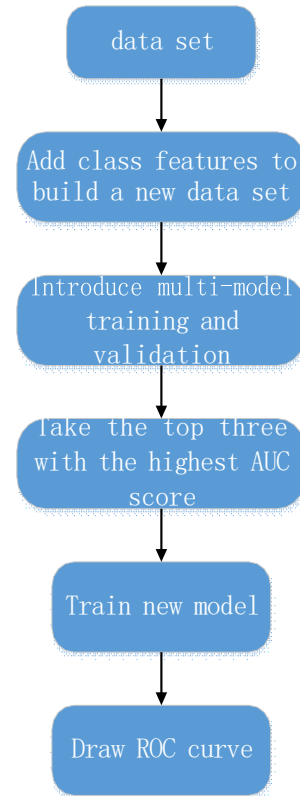 data set
Add class features to
build a new data set
Introduce multi-model
training and
validation
Take the top three
with the highest AUC
score
Train new model
Draw ROC curve